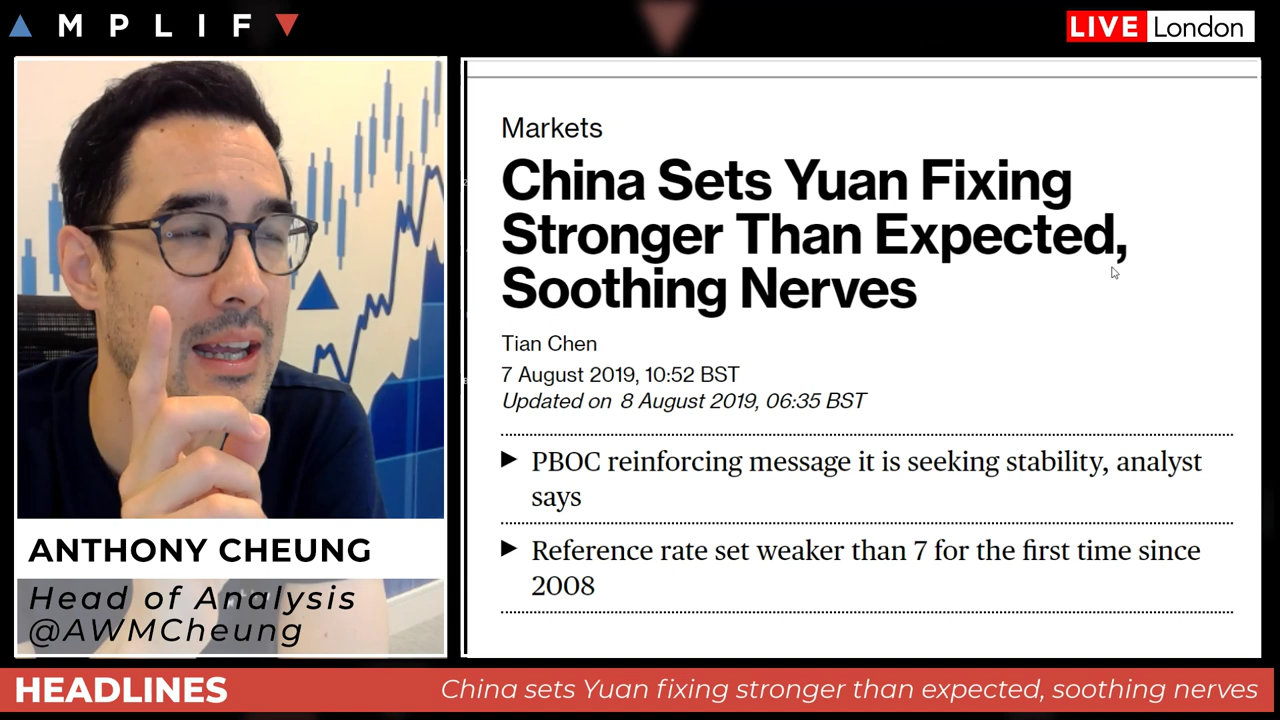 ▲ M P L I F ▼
LIVE London
Markets
China Sets Yuan Fixing
Stronger Than Expected,
Soothing Nerves
Tian Chen
7 August 2019, 10:52 BST
Updated on 8 August 2019, 06:35 BST
▶ PBOC reinforcing message it is seeking stability, analyst
says
▶ Reference rate set weaker than 7 for the first time since
2008
ANTHONY CHEUNG
Head of Analysis
@AWMCheung
HEADLINES
China sets Yuan fixing stronger than expected, soothing nerves